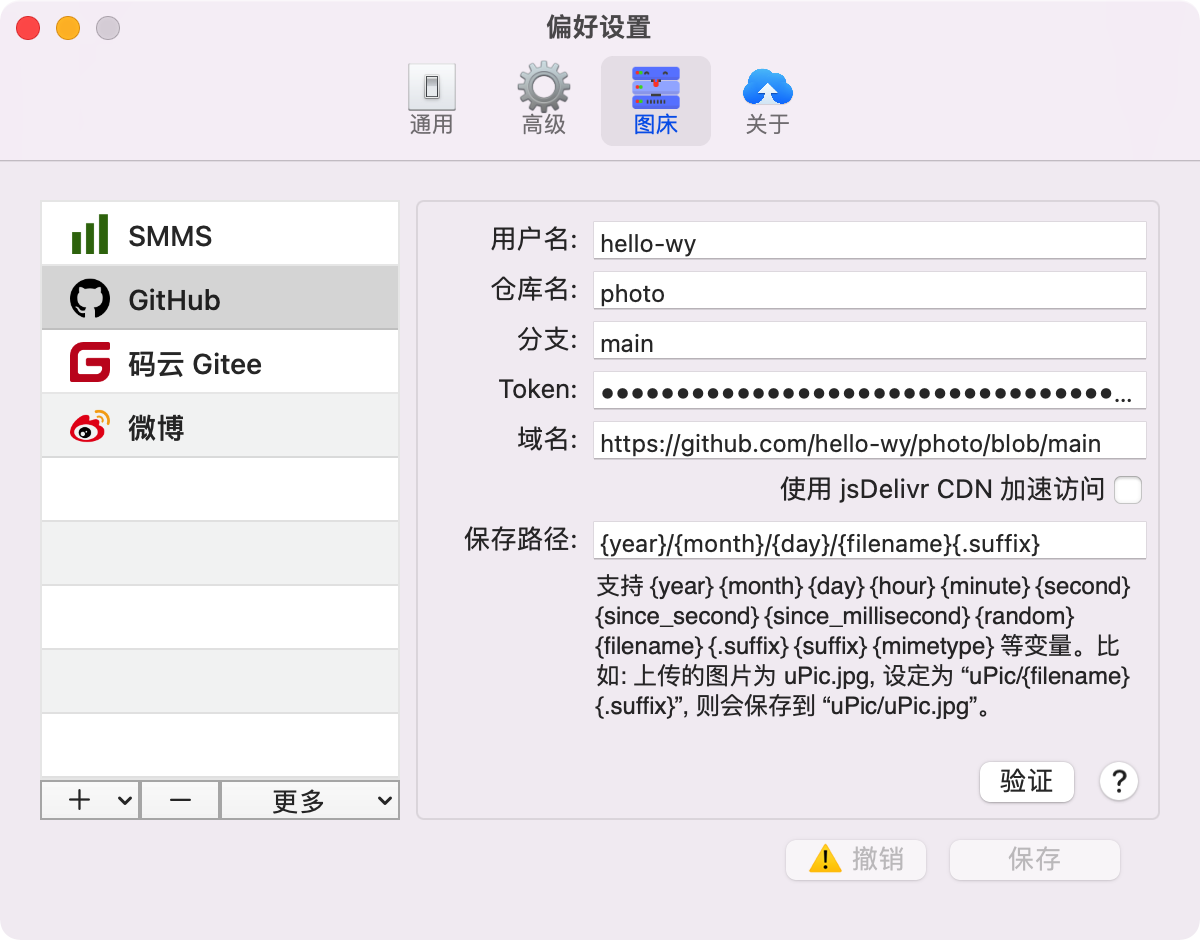 偏好设置
通用
高级
图床
关于
SMMS
GitHub
码云 Gitee
微博
更多
用户名: hello-wy
仓库名: photo
分支: main
Token: ●●●●●●●●●●●●●●●●●●●●●●●●●●●●●●●●●●...
域名: https://github.com/hello-wy/photo/blob/main
使用 jsDelivr CDN 加速访问
保存路径: {year}/{month}/{day}/{filename}{.suffix}
支持 {year} {month} {day} {hour} {minute} {second}
{since_second} {since_millisecond} {random}
{filename} {.suffix} {suffix} {mimetype} 等变量。比
如: 上传的图片为 uPic.jpg, 设定为 “uPic/{filename}
{.suffix}”, 则会保存到 “uPic/uPic.jpg”。
验证
?
撤销
保存